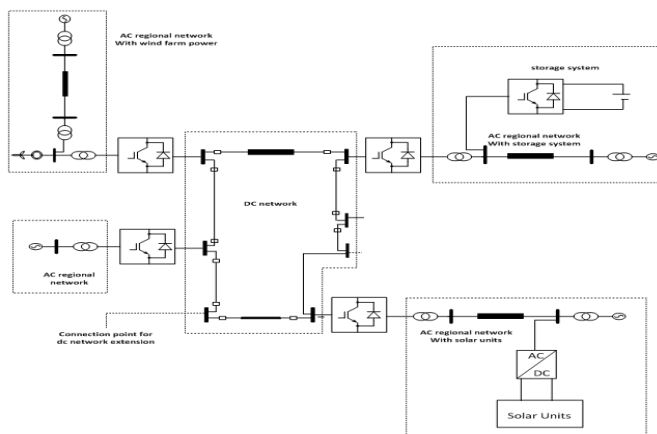 AC regional network
With wind farm power
storage system
AC regional network
With storage system
DC network
AC regional
network
Connection point for
dc network extension
AC regional network
With solar units
AC
DC
Solar Units